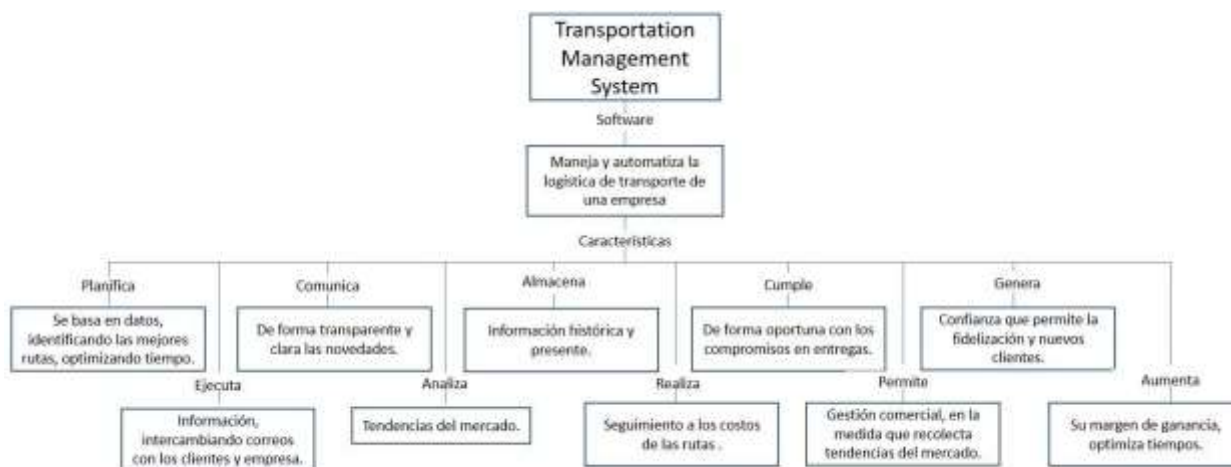 Transportation
Management
System
Software
Maneja y automatiza la
logística de transporte de
una empresa
Características
Planifica
Se basa en datos,
identificando las mejores
rutas, optimizando tiempo.
Ejecuta
Información,
intercambiando correos
con los clientes y empresa.
Comunica
De forma transparente y
clara las novedades.
Analiza
Tendencias del mercado.
Almacena
Información histórica y
presente.
Realiza
Seguimiento a los costos
de las rutas .
Cumple
De forma oportuna con los
compromisos en entregas.
Permite
Gestión comercial, en la
medida que recolecta
tendencias del mercado.
Genera
Confianza que permite la
fidelización y nuevos
clientes.
Aumenta
Su margen de ganancia,
optimiza tiempos.